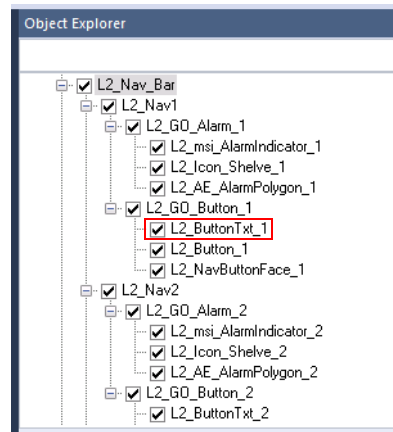 Object Explorer
L2_Nav_Bar
L2_Nav1
L2_GO_Alarm_1
L2_msi_AlarmIndicator_1
L2_Icon_Shelve_1
L2_AE_AlarmPolygon_1
L2_GO_Button_1
L2_ButtonTxt_1
L2_Button_1
L2_NavButtonFace_1
L2_Nav2
L2_GO_Alarm_2
L2_msi_AlarmIndicator_2
L2_Icon_Shelve_2
L2_AE_AlarmPolygon_2
L2_GO_Button_2
L2_ButtonTxt_2